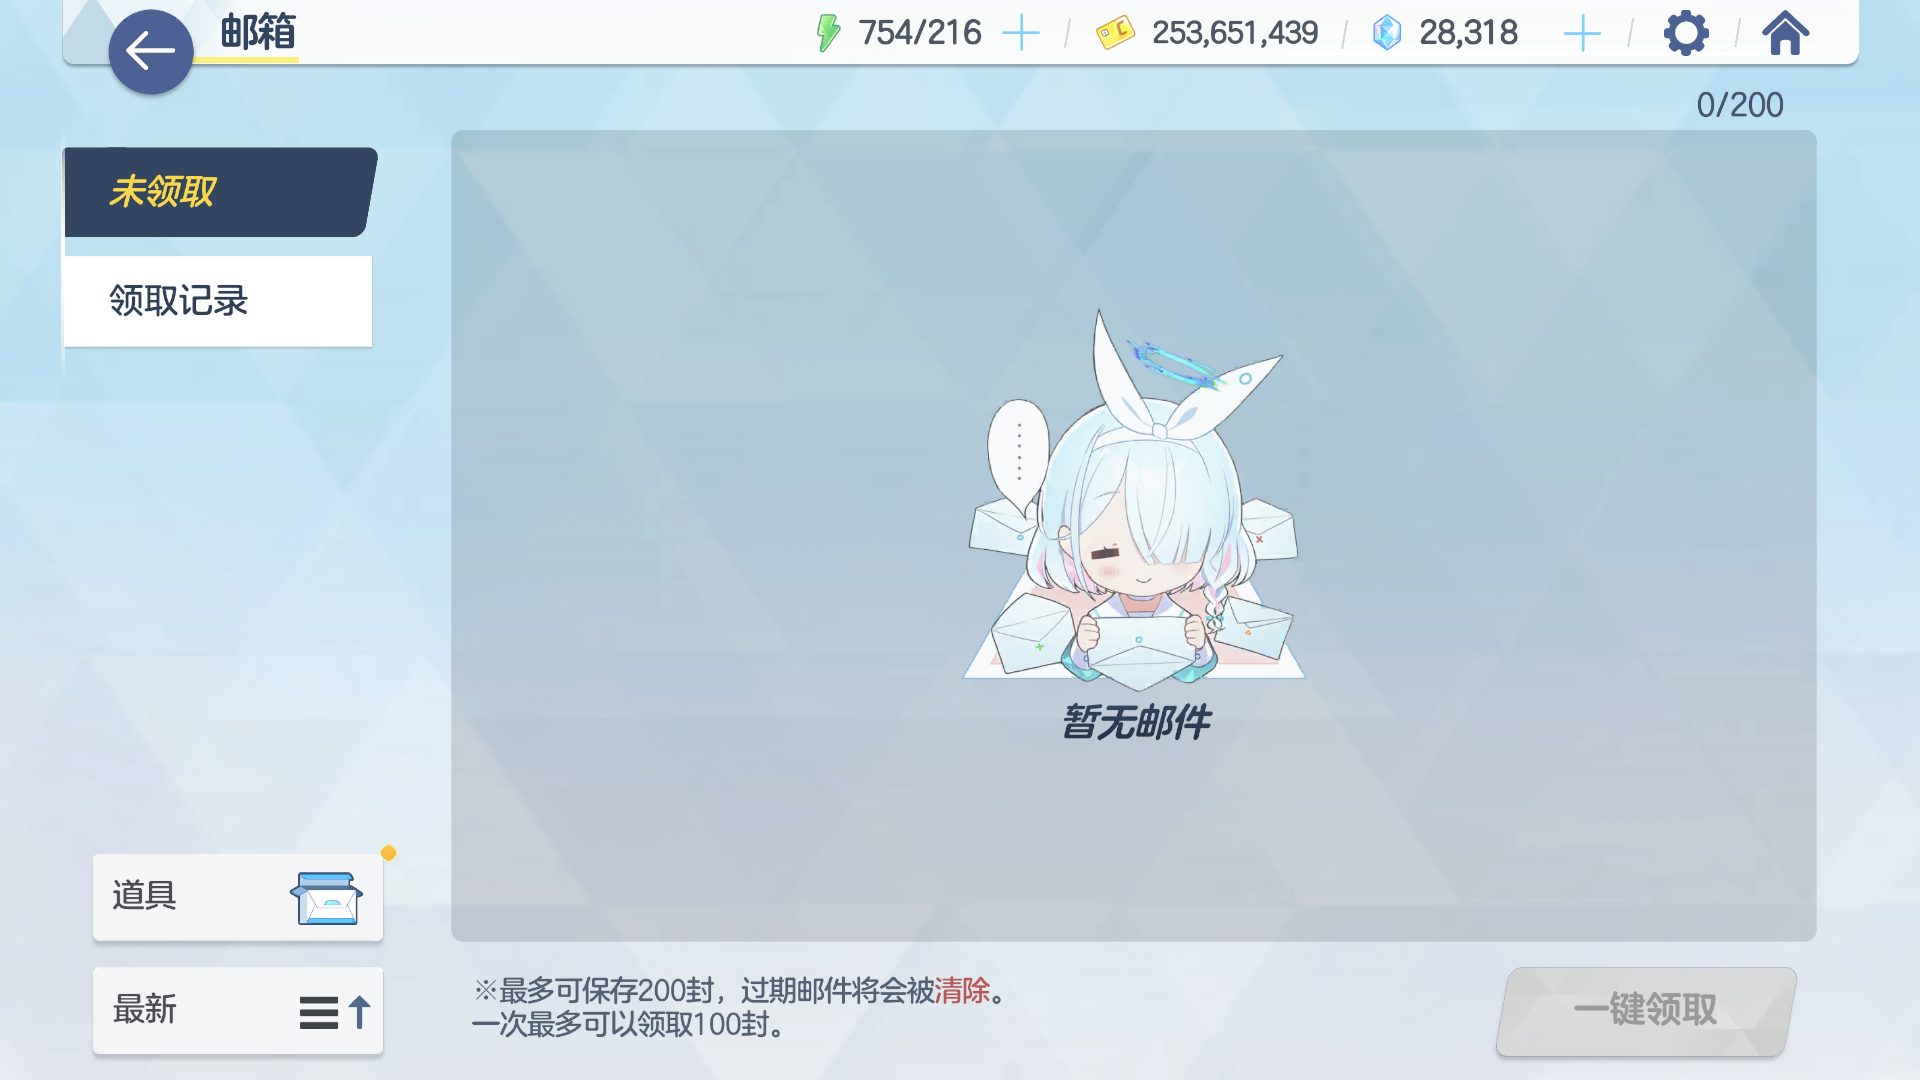 邮箱
754/216
253,651,439
28,318
0/200
未领取
领取记录
暂无邮件
道具
最新
※最多可保存200封，过期邮件将会被清除。
一次最多可以领取100封。
一键领取